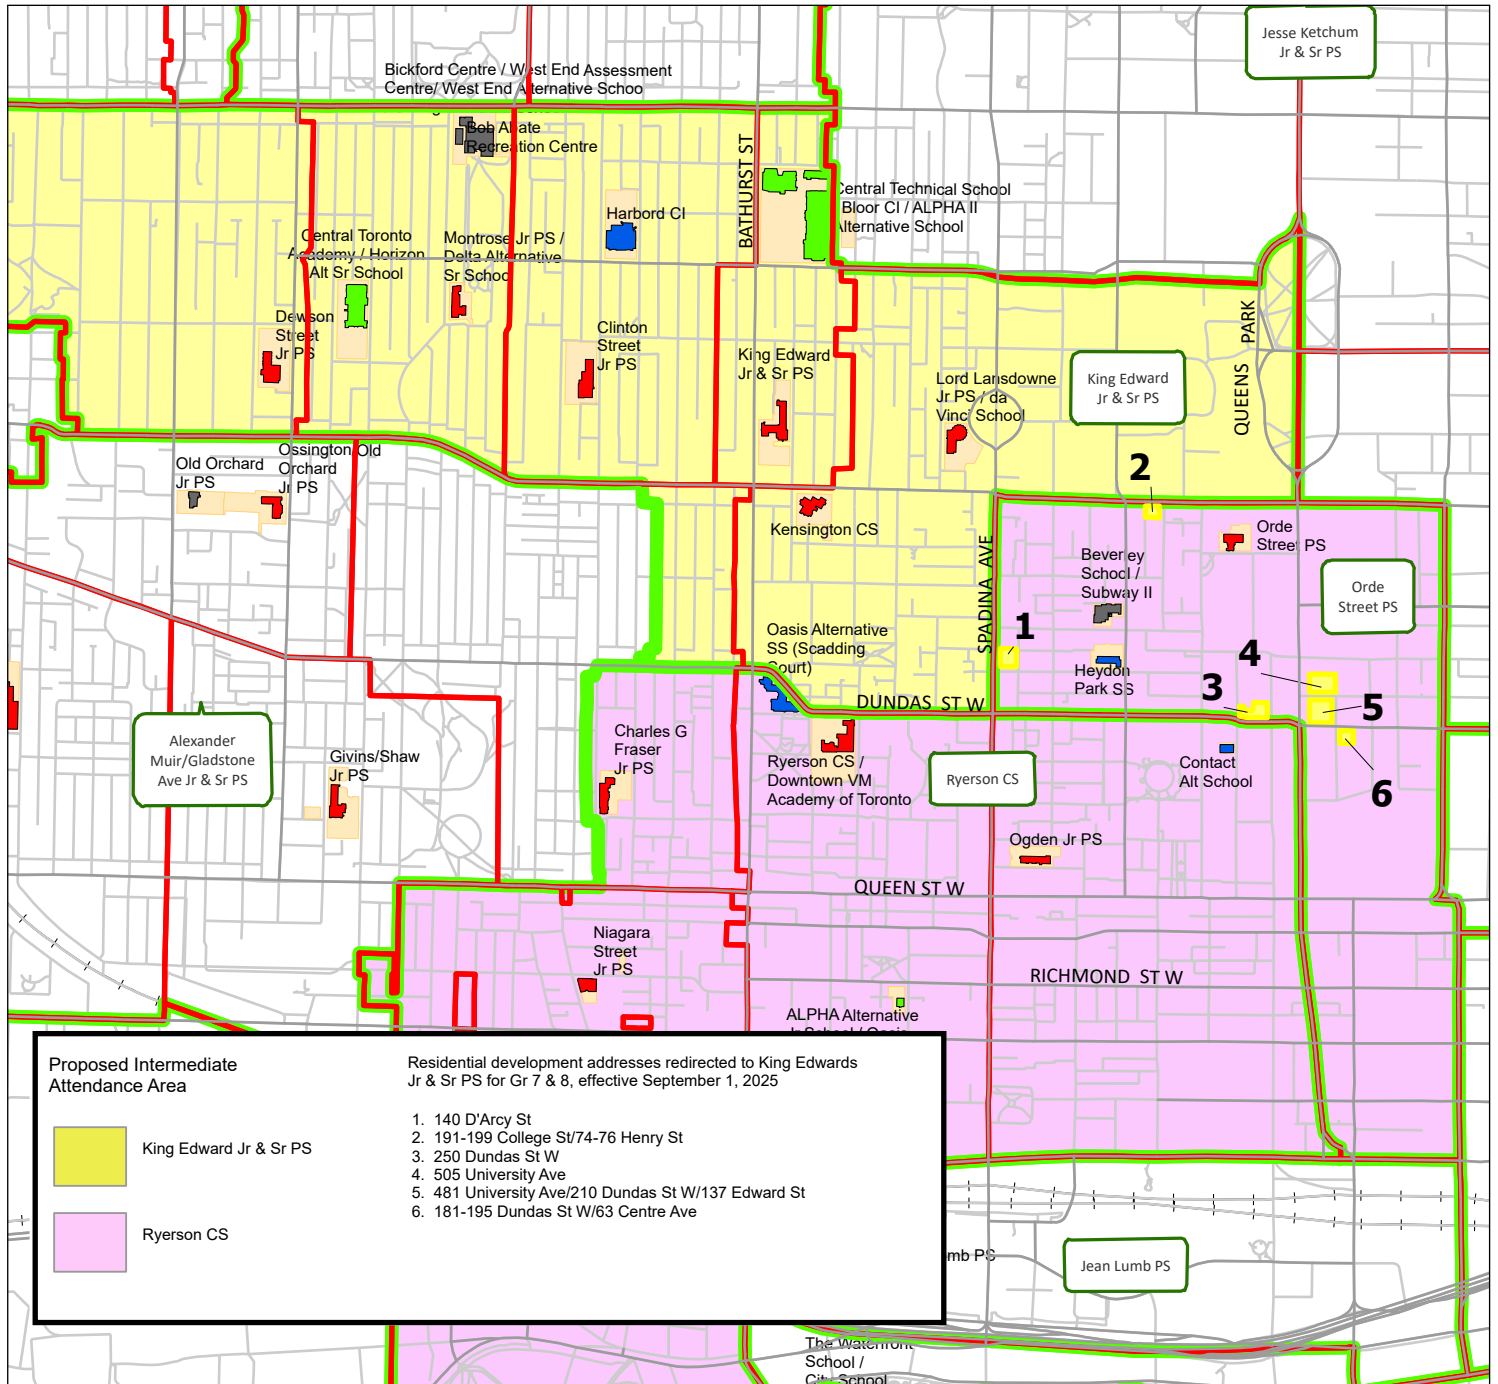 Jesse Ketchum
Jr & Sr PS
Bickford Centre / West End Assessment
Centre/ West End Alternative Schoo
Bob Abate
Recreation Centre
BATHURST ST
Central Technical School
Bloor CI / ALPHA II
Alternative School
Harbord CI
Central Toronto
Academy / Horizon
Alt Sr School
Montrose Jr PS /
Delta Alternative
Sr School
Dewson
Street
Jr PS
Clinton
Street
Jr PS
King Edward
Jr & Sr PS
Lord Lansdowne
Jr PS / da
Vinci School
King Edward
Jr & Sr PS
QUEENS PARK
Old Orchard
Jr PS
Ossington/Old
Orchard
Jr PS
2
Kensington CS
Orde
Street PS
SPADINA AVE
Beverley
School /
Subway II
Orde
Street PS
1
Oasis Alternative
SS (Scadding
Court)
Heydon
Park SS
4
3
5
DUNDAS ST W
Alexander
Muir/Gladstone
Ave Jr & Sr PS
Givins/Shaw
Jr PS
Charles G
Fraser
Jr PS
Ryerson CS /
Downtown VM
Academy of Toronto
Ryerson CS
Contact
Alt School
6
Ogden Jr PS
QUEEN ST W
Niagara
Street
Jr PS
RICHMOND ST W
ALPHA Alternative
Proposed Intermediate
Attendance Area
King Edward Jr & Sr PS
Ryerson CS
Residential development addresses redirected to King Edwards
Jr & Sr PS for Gr 7 & 8, effective September 1, 2025
1. 140 D'Arcy St
2. 191-199 College St/74-76 Henry St
3. 250 Dundas St W
4. 505 University Ave
5. 481 University Ave/210 Dundas St W/137 Edward St
6. 181-195 Dundas St W/63 Centre Ave
mb PS
Jean Lumb PS
The Waterfront
School /
City School